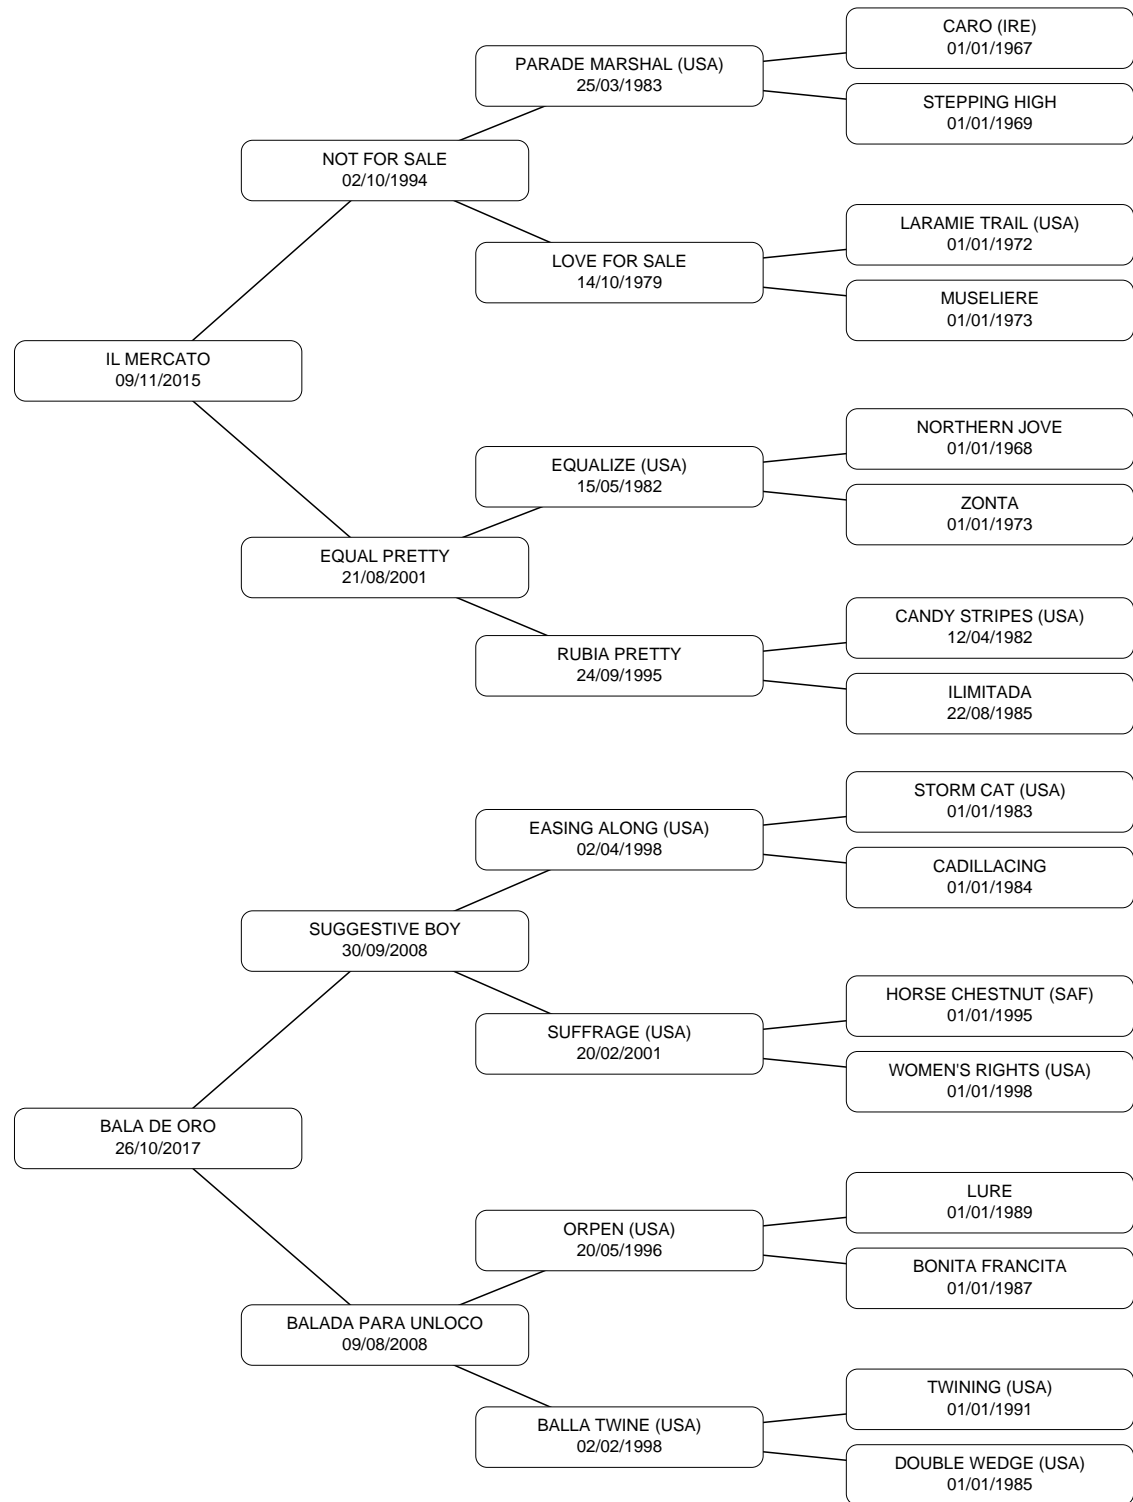 CARO (IRE)
01/01/1967
PARADE MARSHAL (USA)
25/03/1983
STEPPING HIGH
01/01/1969
NOT FOR SALE
02/10/1994
LARAMIE TRAIL (USA)
01/01/1972
LOVE FOR SALE
14/10/1979
MUSELIERE
01/01/1973
IL MERCATO
09/11/2015
NORTHERN JOVE
01/01/1968
EQUALIZE (USA)
15/05/1982
ZONTA
01/01/1973
EQUAL PRETTY
21/08/2001
CANDY STRIPES (USA)
12/04/1982
RUBIA PRETTY
24/09/1995
ILIMITADA
22/08/1985
STORM CAT (USA)
01/01/1983
EASING ALONG (USA)
02/04/1998
CADILLACING
01/01/1984
SUGGESTIVE BOY
30/09/2008
HORSE CHESTNUT (SAF)
01/01/1995
SUFFRAGE (USA)
20/02/2001
WOMEN'S RIGHTS (USA)
01/01/1998
BALA DE ORO
26/10/2017
LURE
01/01/1989
ORPEN (USA)
20/05/1996
BONITA FRANCITA
01/01/1987
BALADA PARA UNLOCO
09/08/2008
TWINING (USA)
01/01/1991
BALLA TWINE (USA)
02/02/1998
DOUBLE WEDGE (USA)
01/01/1985